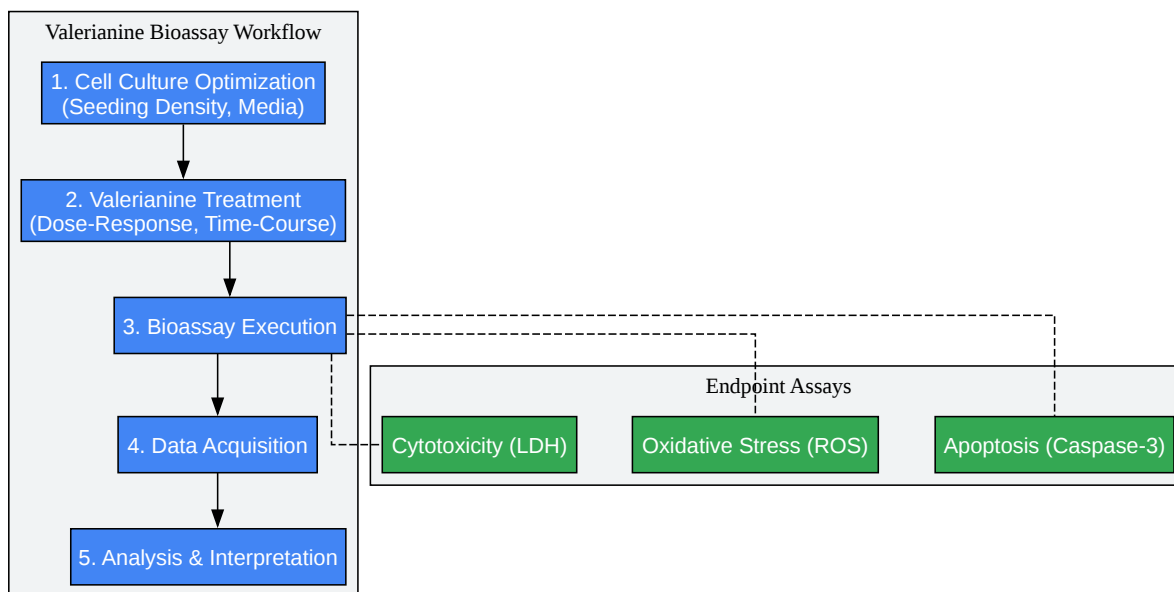 Valerianine Bioassay Workflow
1. Cell Culture Optimization
(Seeding Density, Media)
2. Valerianine Treatment
(Dose-Response, Time-Course)
3. Bioassay Execution
4. Data Acquisition
5. Analysis & Interpretation
Endpoint Assays
Cytotoxicity (LDH)
Oxidative Stress (ROS)
Apoptosis (Caspase-3)